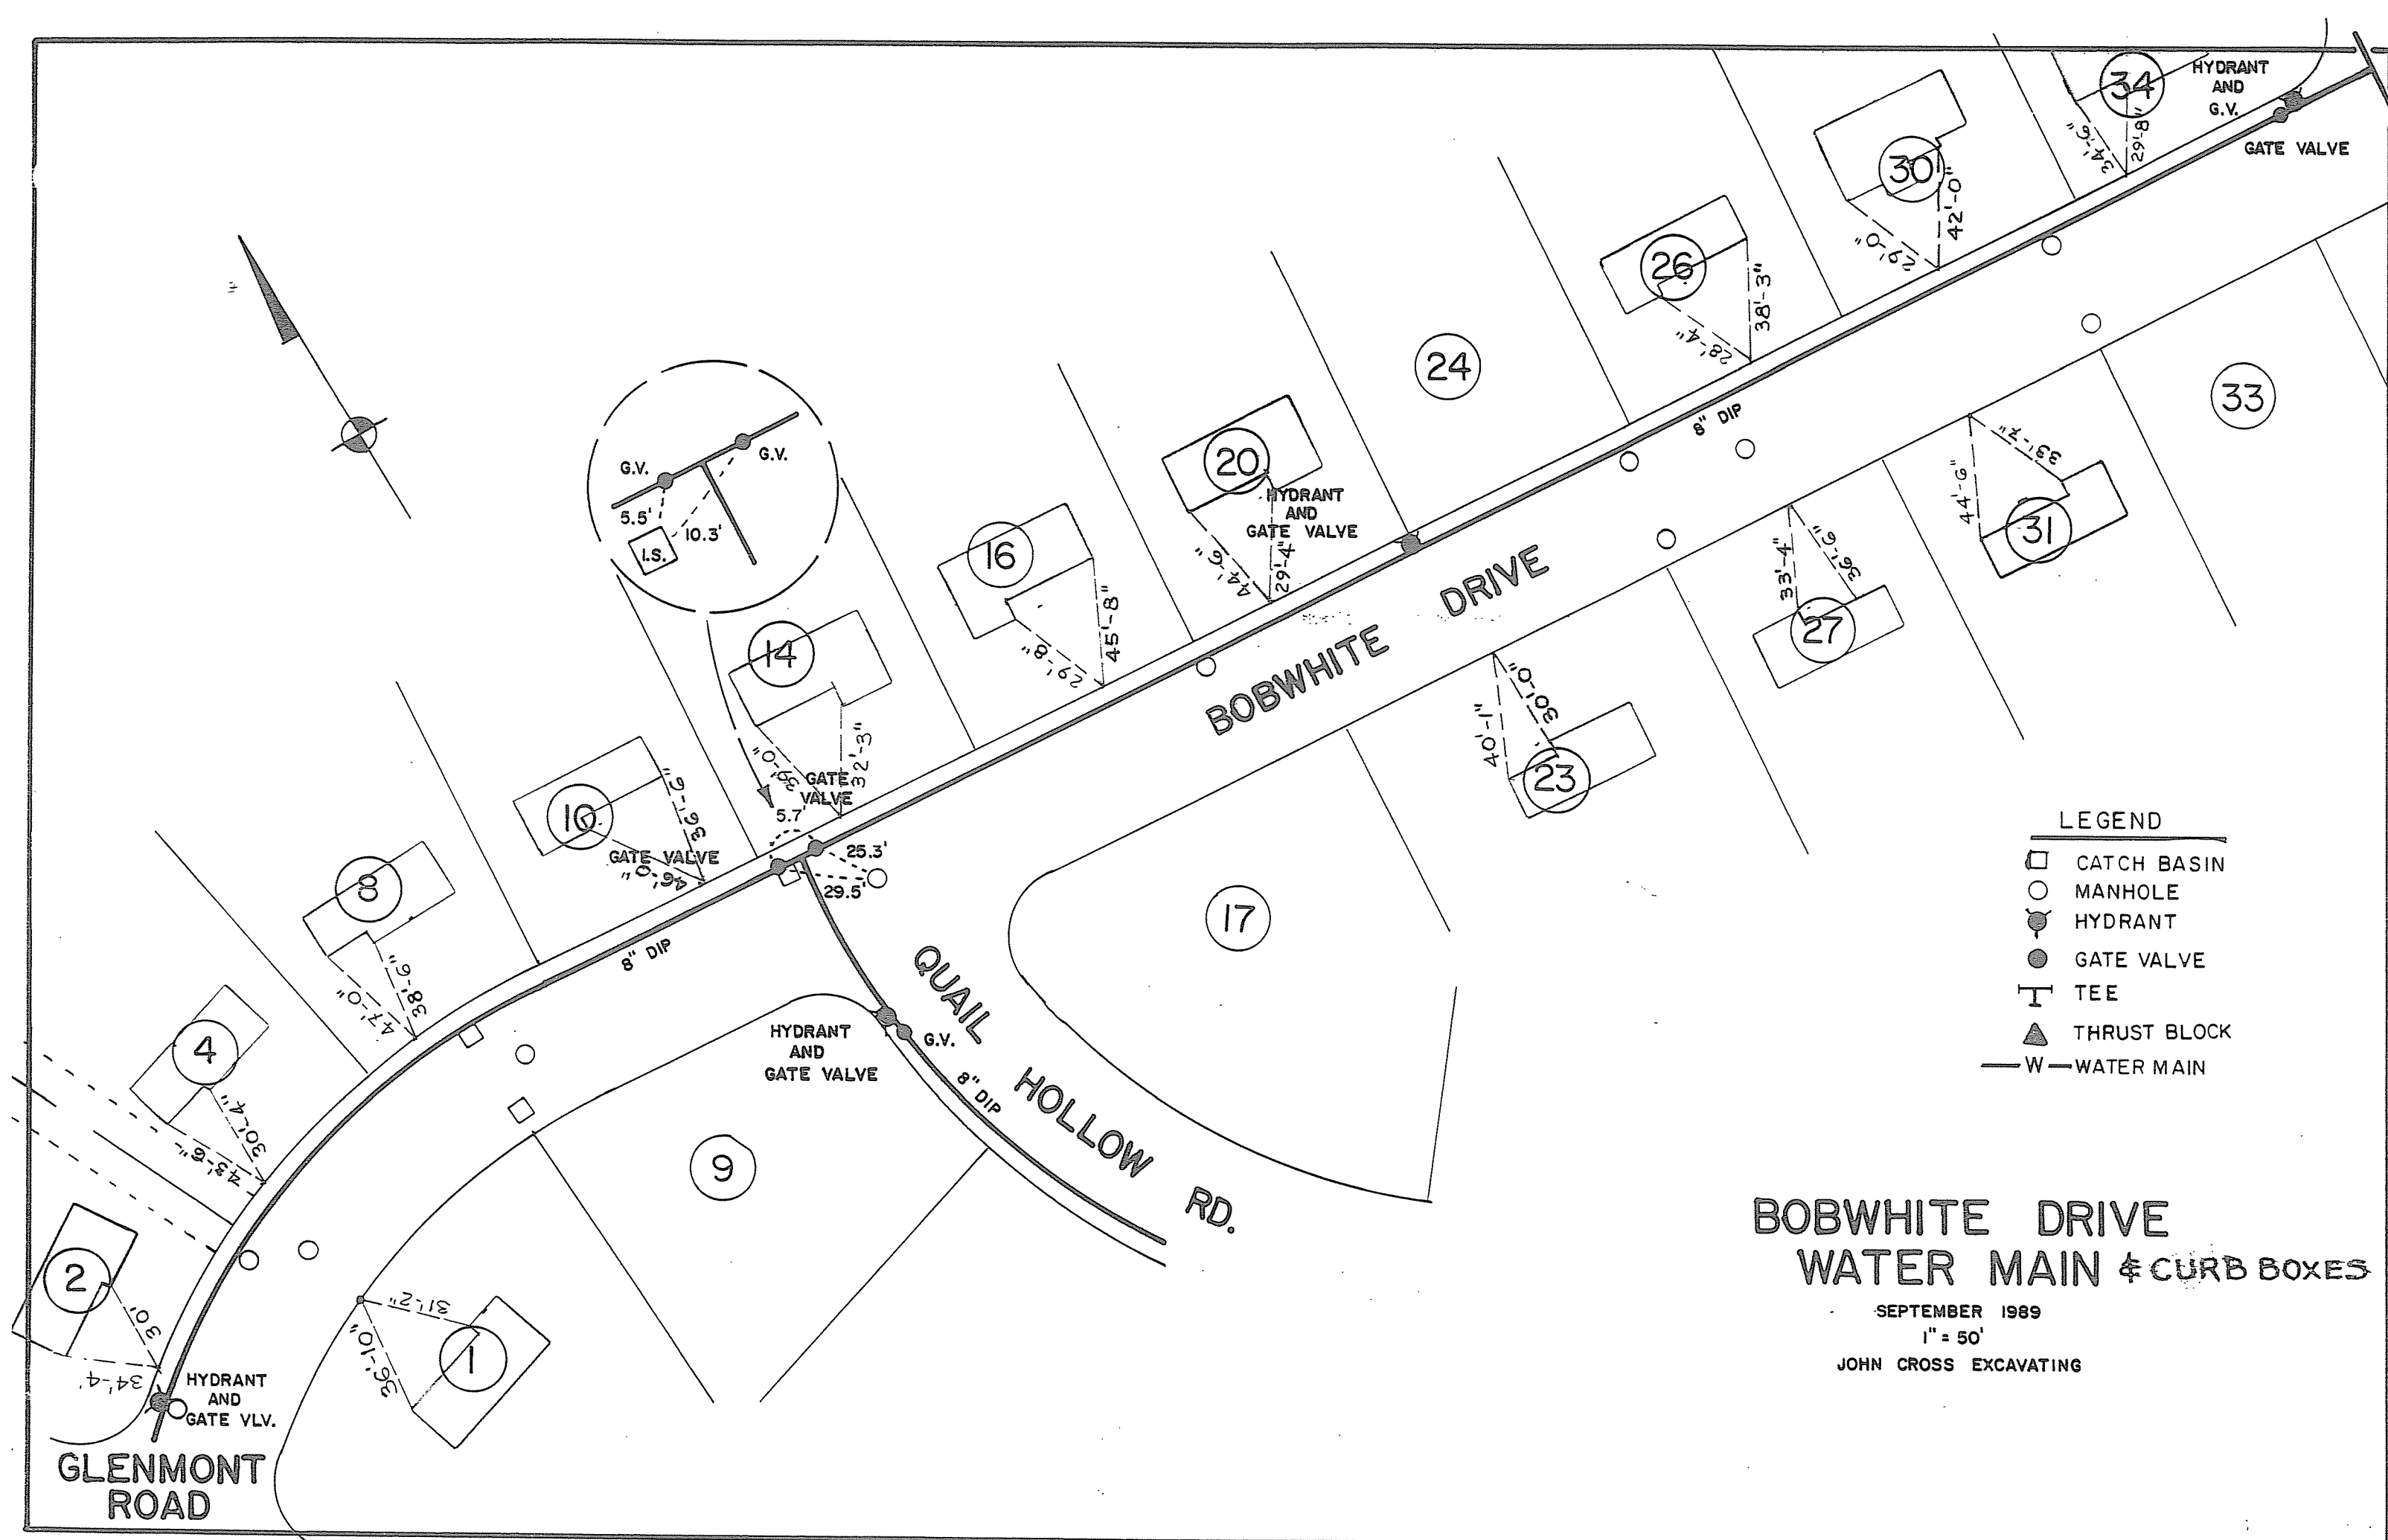 34
HYDRANT
AND
G.V.
GATE VALVE
34'-6"
29'-8"
30
42'-0"
29'-0"
26
38'-3"
28'-4"
24
8" DIP
33
20
HYDRANT
AND
GATE VALVE
44'-6"
29'-4"
G.V.
G.V.
5.5'
10.3'
I.S.
16
45'-8"
29'-8"
33'-7"
44'-6"
31
33'-4"
36'-6"
27
BOBWHITE DRIVE
14
32'-3"
GATE
VALVE
5.7'
25.3'
29.5'
40'-1"
30'-0"
23
10
36'-6"
GATE VALVE
46'-0"
8
38'-6"
47'-0"
8" DIP
17
QUAIL HOLLOW RD.
HYDRANT
AND
GATE VALVE
G.V.
8" DIP
4
30'-4"
43'-6"
9
2
30'
34'-4'
HYDRANT
AND
GATE VLV.
31'-2"
36'-10"
1
GLENMONT
ROAD
LEGEND
CATCH BASIN
MANHOLE
HYDRANT
GATE VALVE
TEE
THRUST BLOCK
W WATER MAIN
BOBWHITE DRIVE
WATER MAIN & CURB BOXES
SEPTEMBER 1989
1" = 50'
JOHN CROSS EXCAVATING